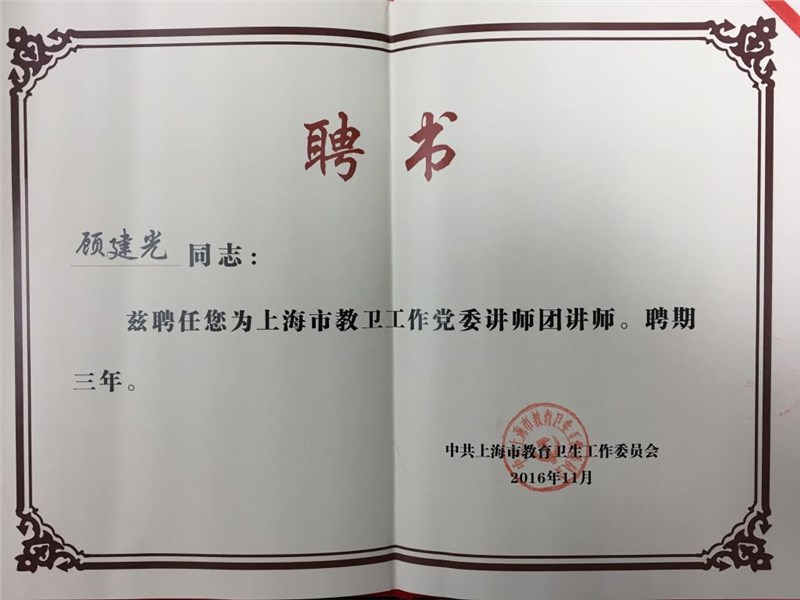 聘书
顾建光 同志：
兹聘任您为上海市教卫工作党委讲师团讲师。聘期
三年。
中共上海市教育卫生工作委员会
2016年11月